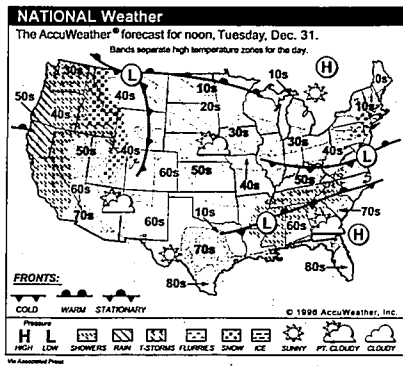 NATIONAL Weather
The AccuWeather® forecast for noon, Tuesday, Dec. 31.
Bands separate high temperature zones for the day.
30s L 10s 10s H
50s 40s 40s 20s 0s
10s
40s 30s 30s 40s L
50s 40s
60s 50s 50s
60s 40s
70s 60s 60s 10s L 60s 70s
70s H
80s 80s
FRONTS:
COLD WARM STATIONARY
© 1996 AccuWeather, Inc.
Pressure
H L
HIGH LOW SHOWERS RAIN T-STORMS FLURRIES SNOW ICE SUNNY PT. CLOUDY CLOUDY
Via Associated Press